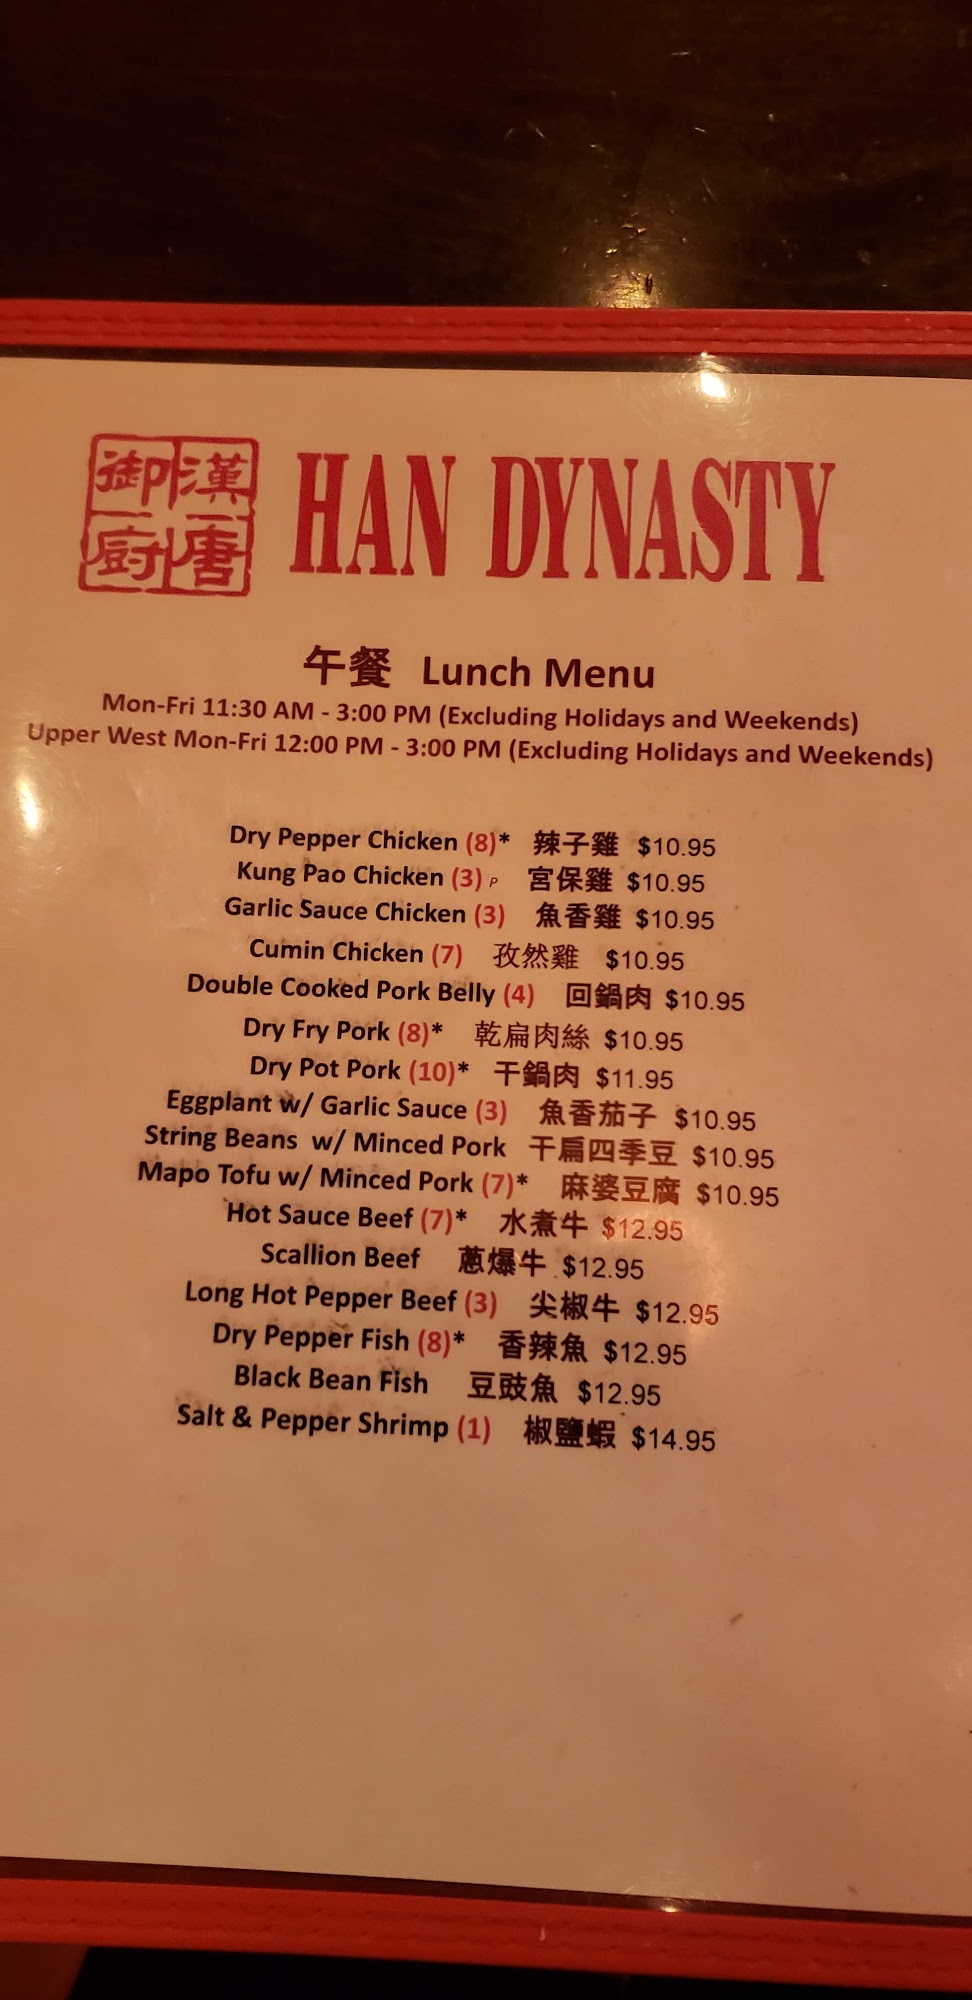 漢唐御廚 HAN DYNASTY
午餐 Lunch Menu
Mon-Fri 11:30 AM - 3:00 PM (Excluding Holidays and Weekends)
Upper West Mon-Fri 12:00 PM - 3:00 PM (Excluding Holidays and Weekends)
Dry Pepper Chicken (8)* 辣子雞 $10.95
Kung Pao Chicken (3) P 宮保雞 $10.95
Garlic Sauce Chicken (3) 魚香雞 $10.95
Cumin Chicken (7) 孜然雞 $10.95
Double Cooked Pork Belly (4) 回鍋肉 $10.95
Dry Fry Pork (8)* 乾扁肉絲 $10.95
Dry Pot Pork (10)* 干鍋肉 $11.95
Eggplant w/ Garlic Sauce (3) 魚香茄子 $10.95
String Beans w/ Minced Pork 干扁四季豆 $10.95
Mapo Tofu w/ Minced Pork (7)* 麻婆豆腐 $10.95
Hot Sauce Beef (7)* 水煮牛 $12.95
Scallion Beef 蔥爆牛 $12.95
Long Hot Pepper Beef (3) 尖椒牛 $12.95
Dry Pepper Fish (8)* 香辣魚 $12.95
Black Bean Fish 豆豉魚 $12.95
Salt & Pepper Shrimp (1) 椒鹽蝦 $14.95